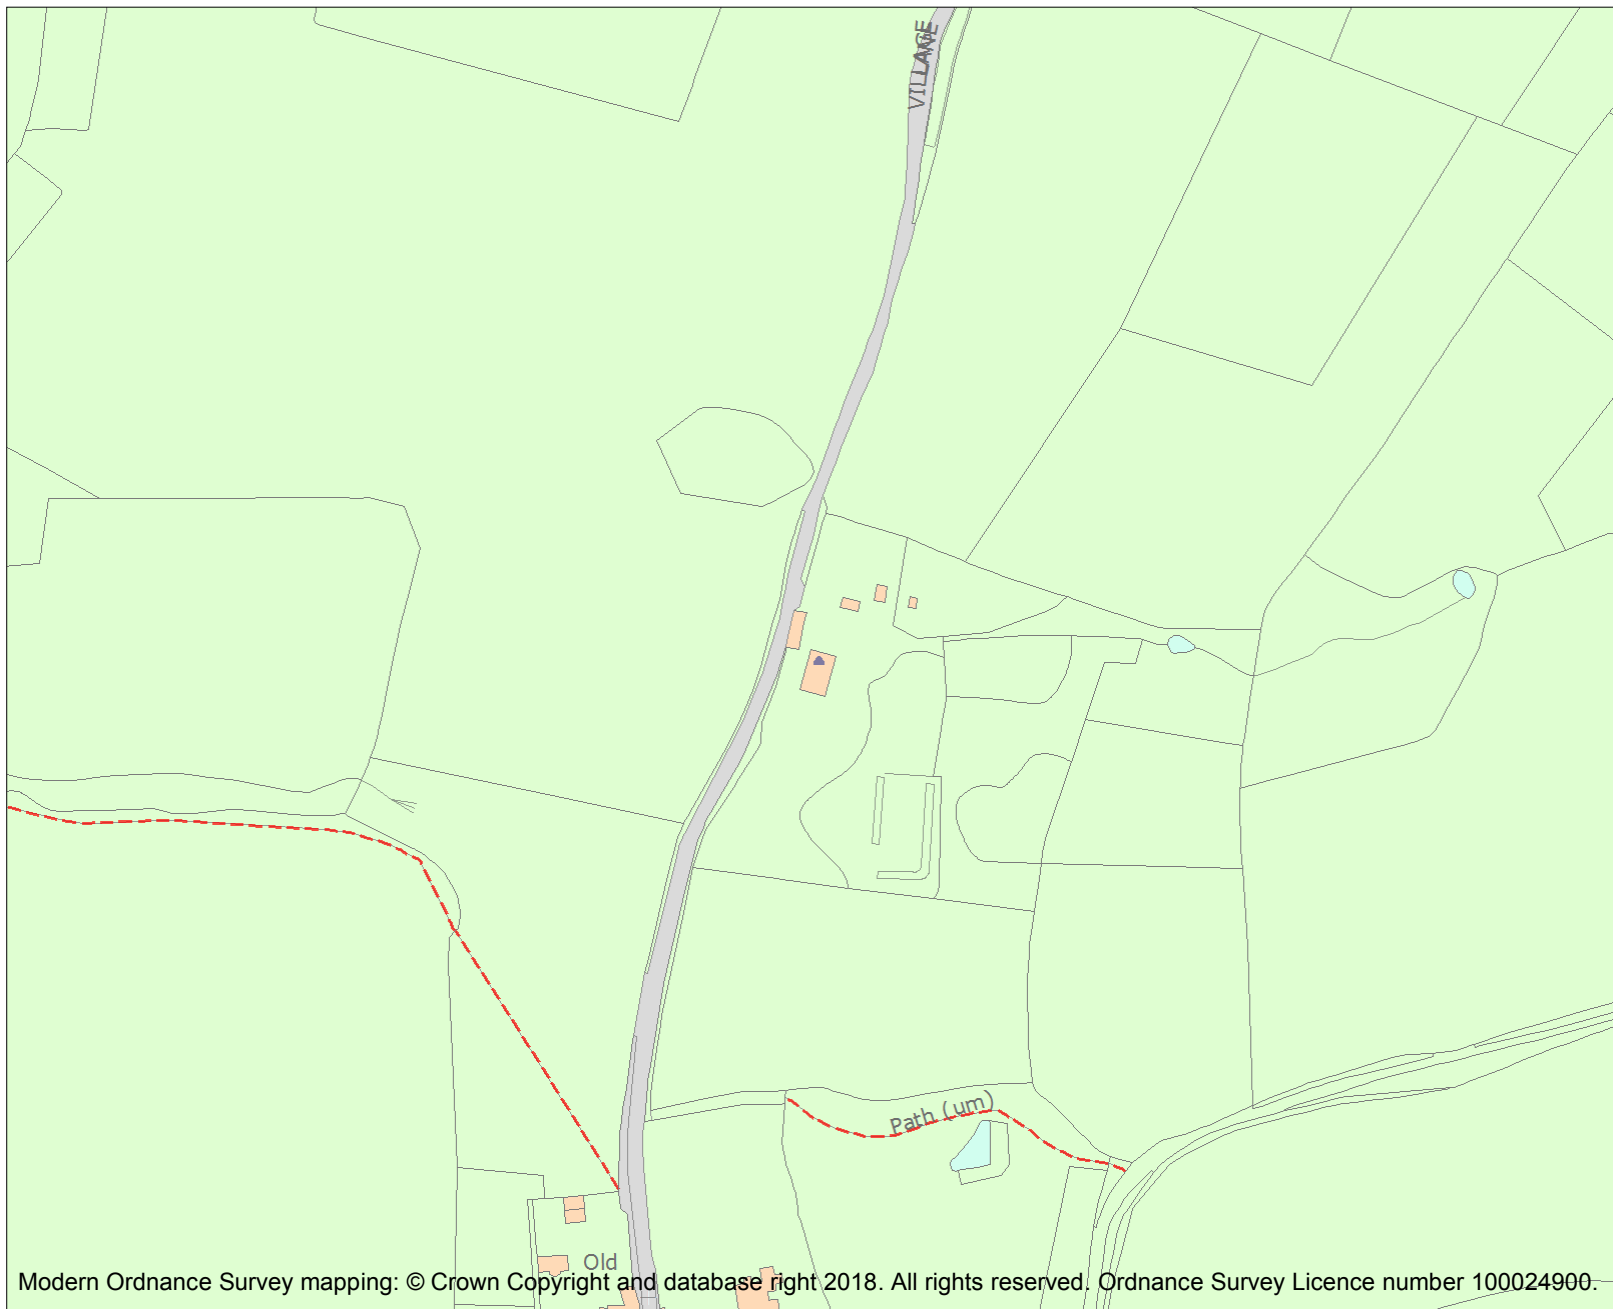 VILLAGE
LANE
Path (um)
Old
Modern Ordnance Survey mapping: © Crown Copyright and database right 2018. All rights reserved. Ordnance Survey Licence number 100024900.